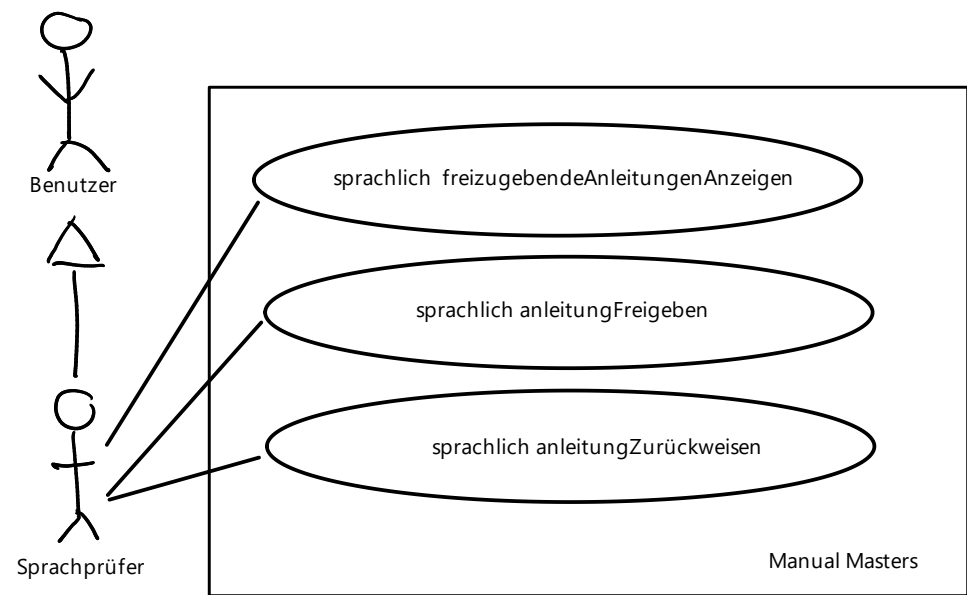 Benutzer
sprachlich freizugebendeAnleitungenAnzeigen
sprachlich anleitungFreigeben
sprachlich anleitungZurückweisen
Sprachprüfer
Manual Masters